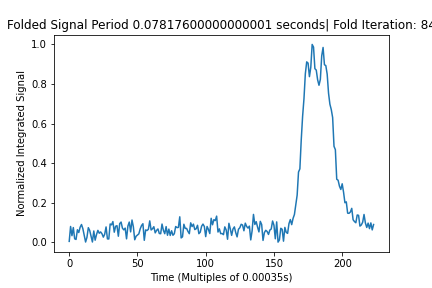 Folded Signal Period 0.07817600000000001 seconds| Fold Iteration: 84
1.0
0.8
0.6
0.4
0.2
0.0
Normalized Integrated Signal
0 50 100 150 200
Time (Multiples of 0.00035s)